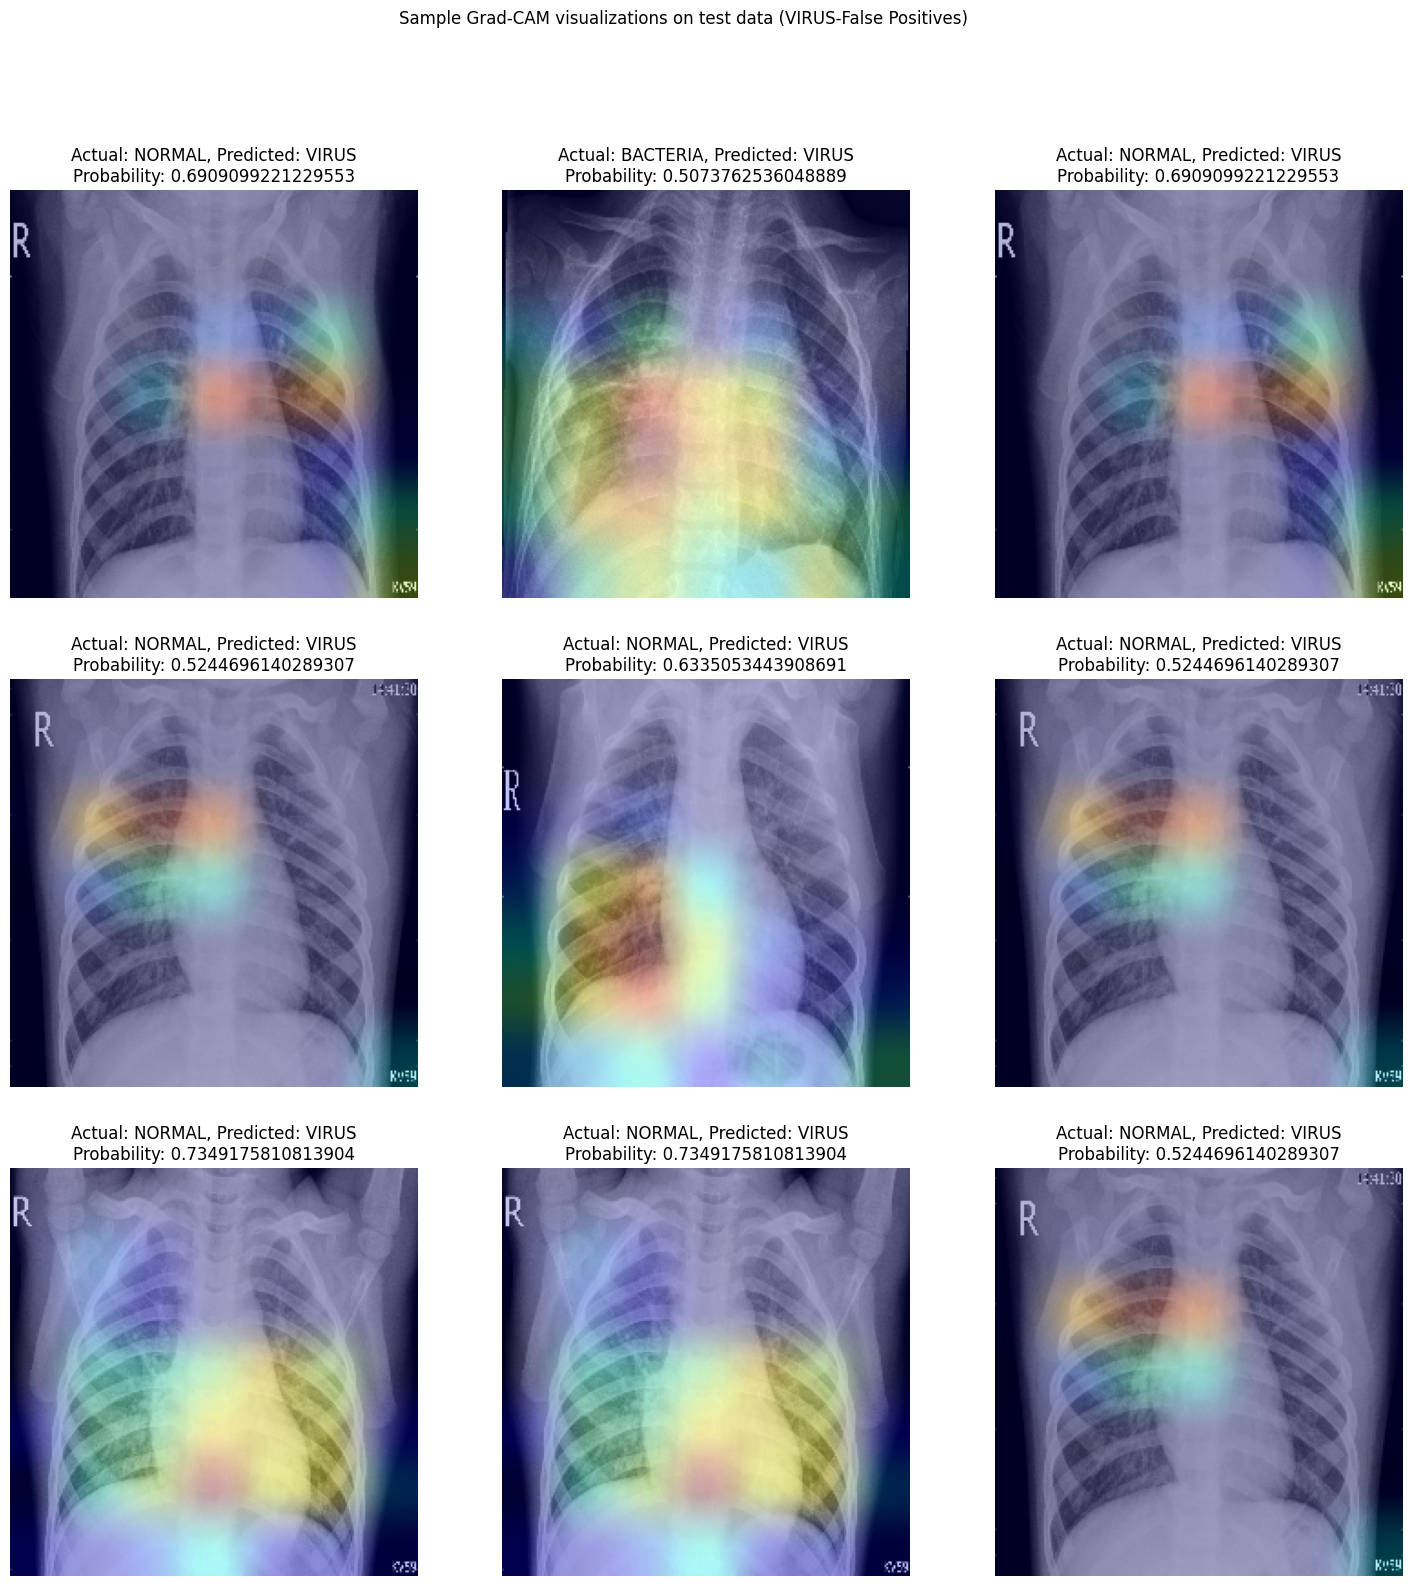 Sample Grad-CAM visualizations on test data (VIRUS-False Positives)
Actual: NORMAL, Predicted: VIRUS
Probability: 0.6909099221229553
Actual: BACTERIA, Predicted: VIRUS
Probability: 0.5073762536048889
Actual: NORMAL, Predicted: VIRUS
Probability: 0.6909099221229553
R
R
Actual: NORMAL, Predicted: VIRUS
Probability: 0.5244696140289307
Actual: NORMAL, Predicted: VIRUS
Probability: 0.6335053443908691
Actual: NORMAL, Predicted: VIRUS
Probability: 0.5244696140289307
R
R
R
Actual: NORMAL, Predicted: VIRUS
Probability: 0.7349175810813904
Actual: NORMAL, Predicted: VIRUS
Probability: 0.7349175810813904
Actual: NORMAL, Predicted: VIRUS
Probability: 0.5244696140289307
R
R
R